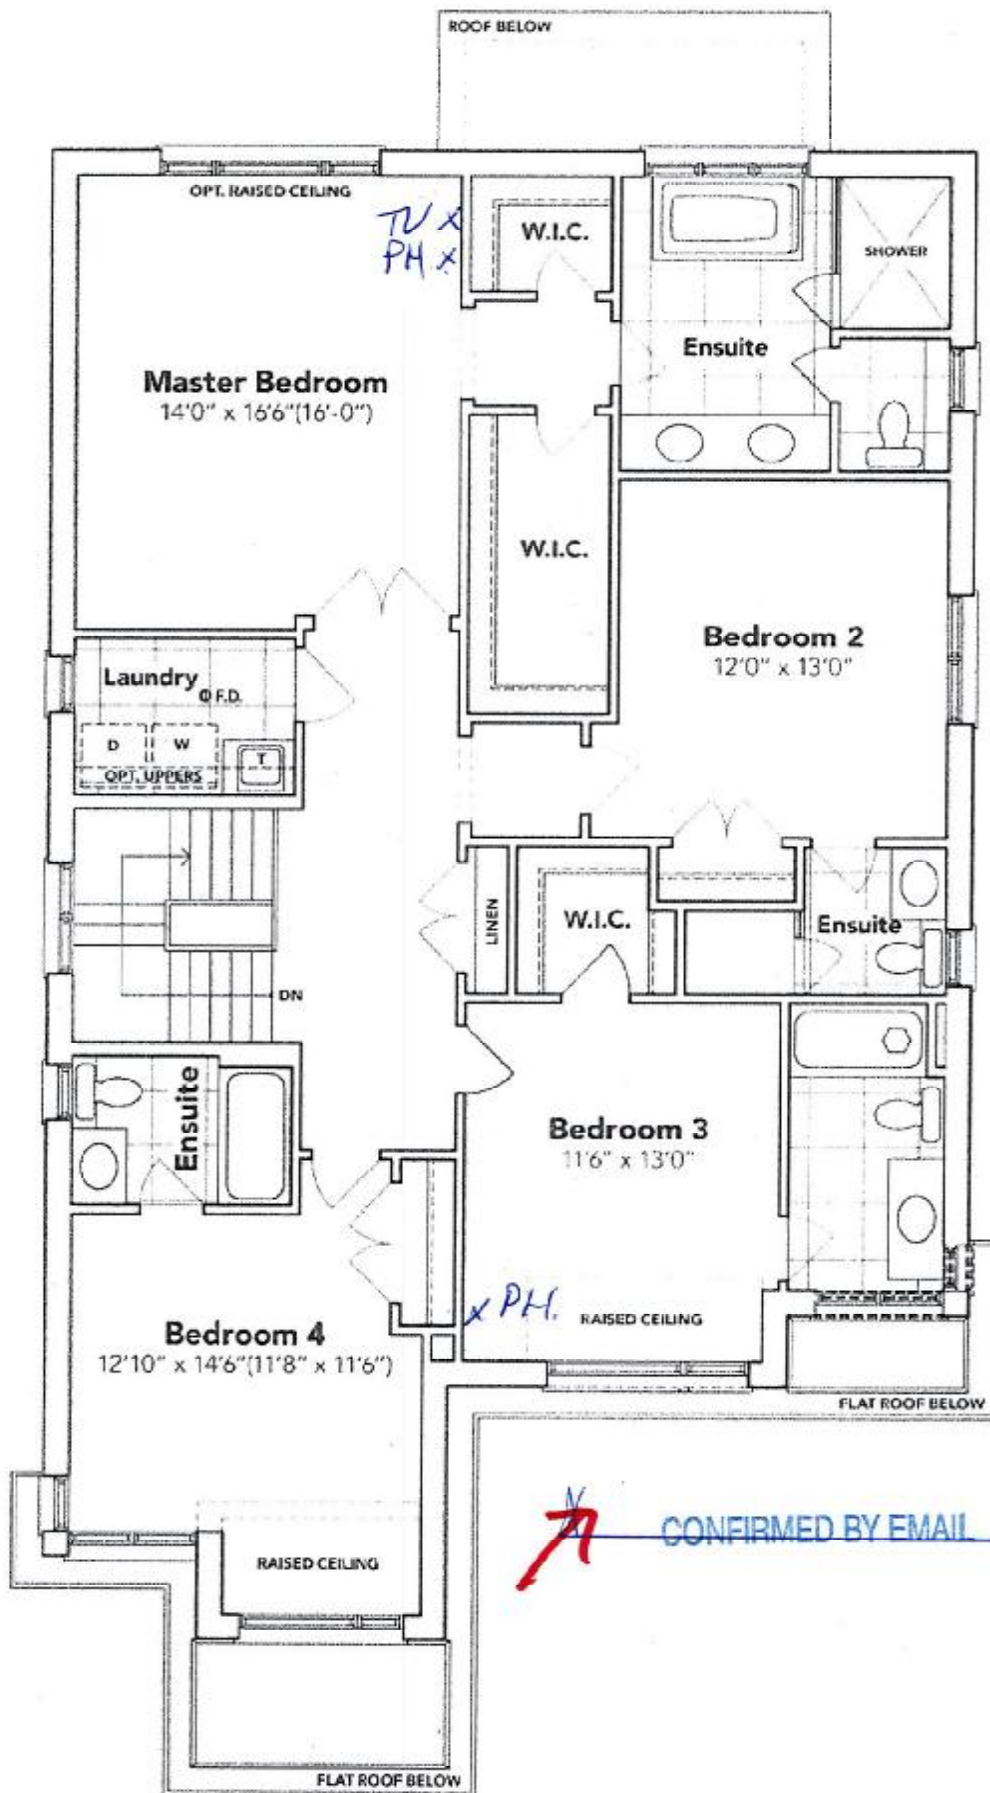 ROOF BELOW
OPT. RAISED CEILING
TV x
PH x
W.I.C.
SHOWER
Ensuite
Master Bedroom
14'0" x 16'6"(16'-0")
W.I.C.
Bedroom 2
12'0" x 13'0"
Laundry
F.D.
D
W
T
OPT. UPPERS
LINEN
W.I.C.
Ensuite
DN
Ensuite
Bedroom 3
11'6" x 13'0"
x PH.
RAISED CEILING
Bedroom 4
12'10" x 14'6"(11'8" x 11'6")
FLAT ROOF BELOW
X CONFIRMED BY EMAIL
RAISED CEILING
FLAT ROOF BELOW